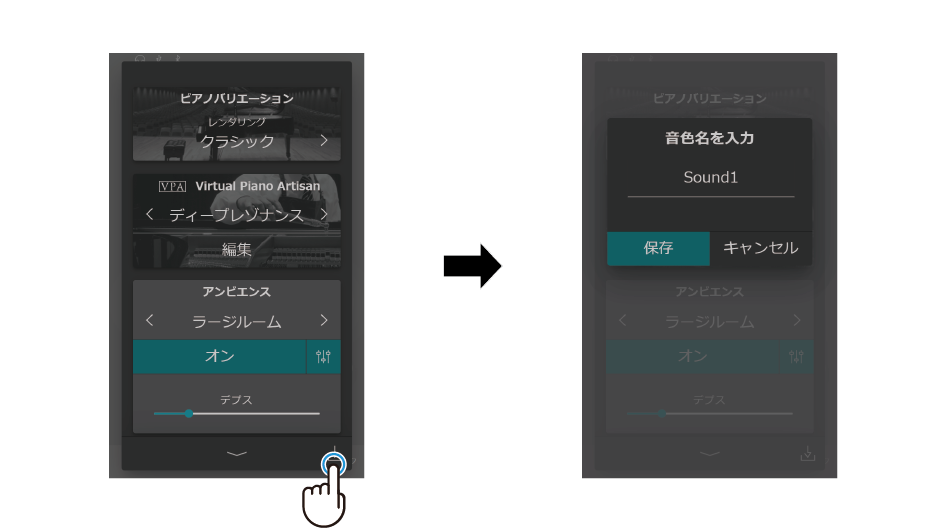 ピアノバリエーション
レンダリング
クラシック
VPA Virtual Piano Artisan
ディープレゾナンス
編集
アンビエンス
ラージルーム
オン
デプス
ピアノバリエーション
音色名を入力
Sound1
保存 キャンセル
アンビエンス
ラージルーム
オン
デプス